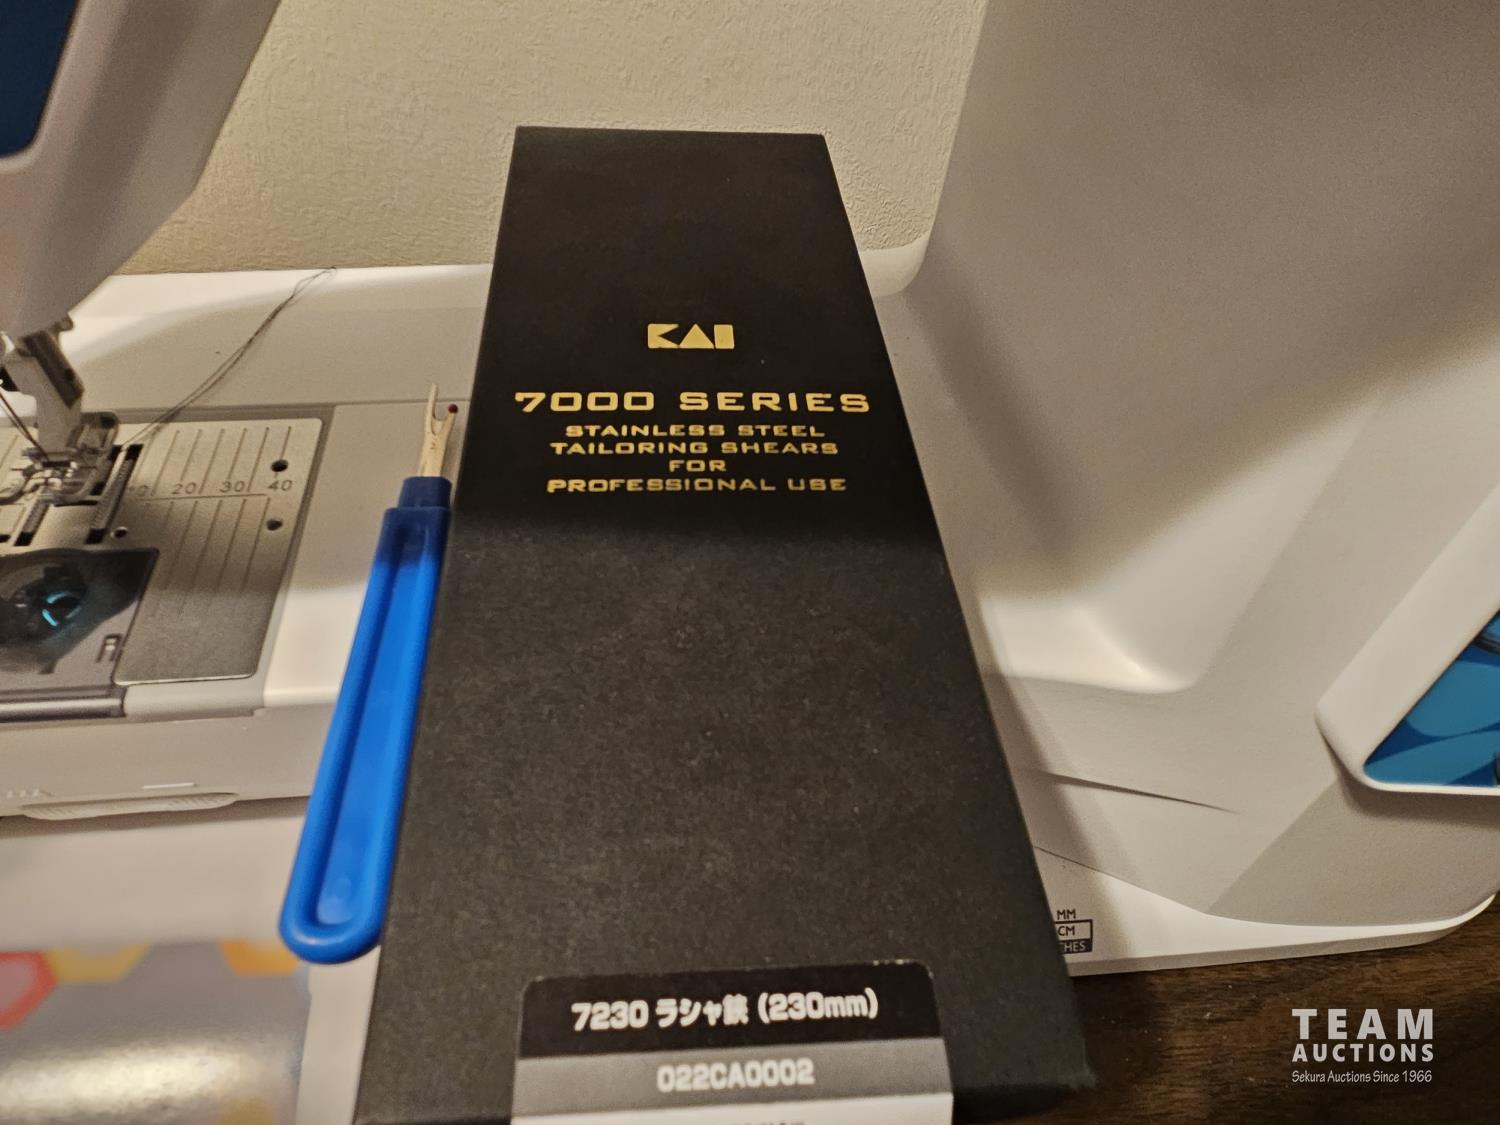 KAI
7000 SERIES
STAINLESS STEEL
TAILORING SHEARS
FOR
PROFESSIONAL USE
20 30 40
7230 ラシャ鋏 (230mm)
022CA0002
MM
CM
TEAM
AUCTIONS
Sekura Auctions Since 1966